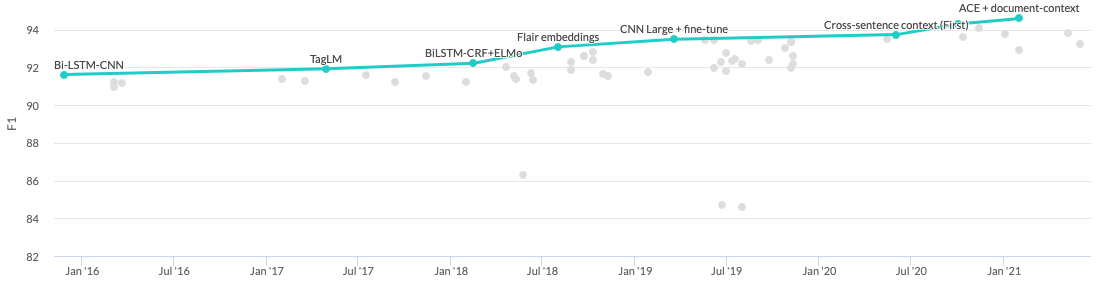 ACE + document-context
Cross-sentence context (First)
CNN Large + fine-tune
Flair embeddings
BiLSTM-CRF+ELMo
TagLM
Bi-LSTM-CNN
94
92
90
88
86
84
82
F1
Jan '16
Jul '16
Jan '17
Jul '17
Jan '18
Jul '18
Jan '19
Jul '19
Jan '20
Jul '20
Jan '21